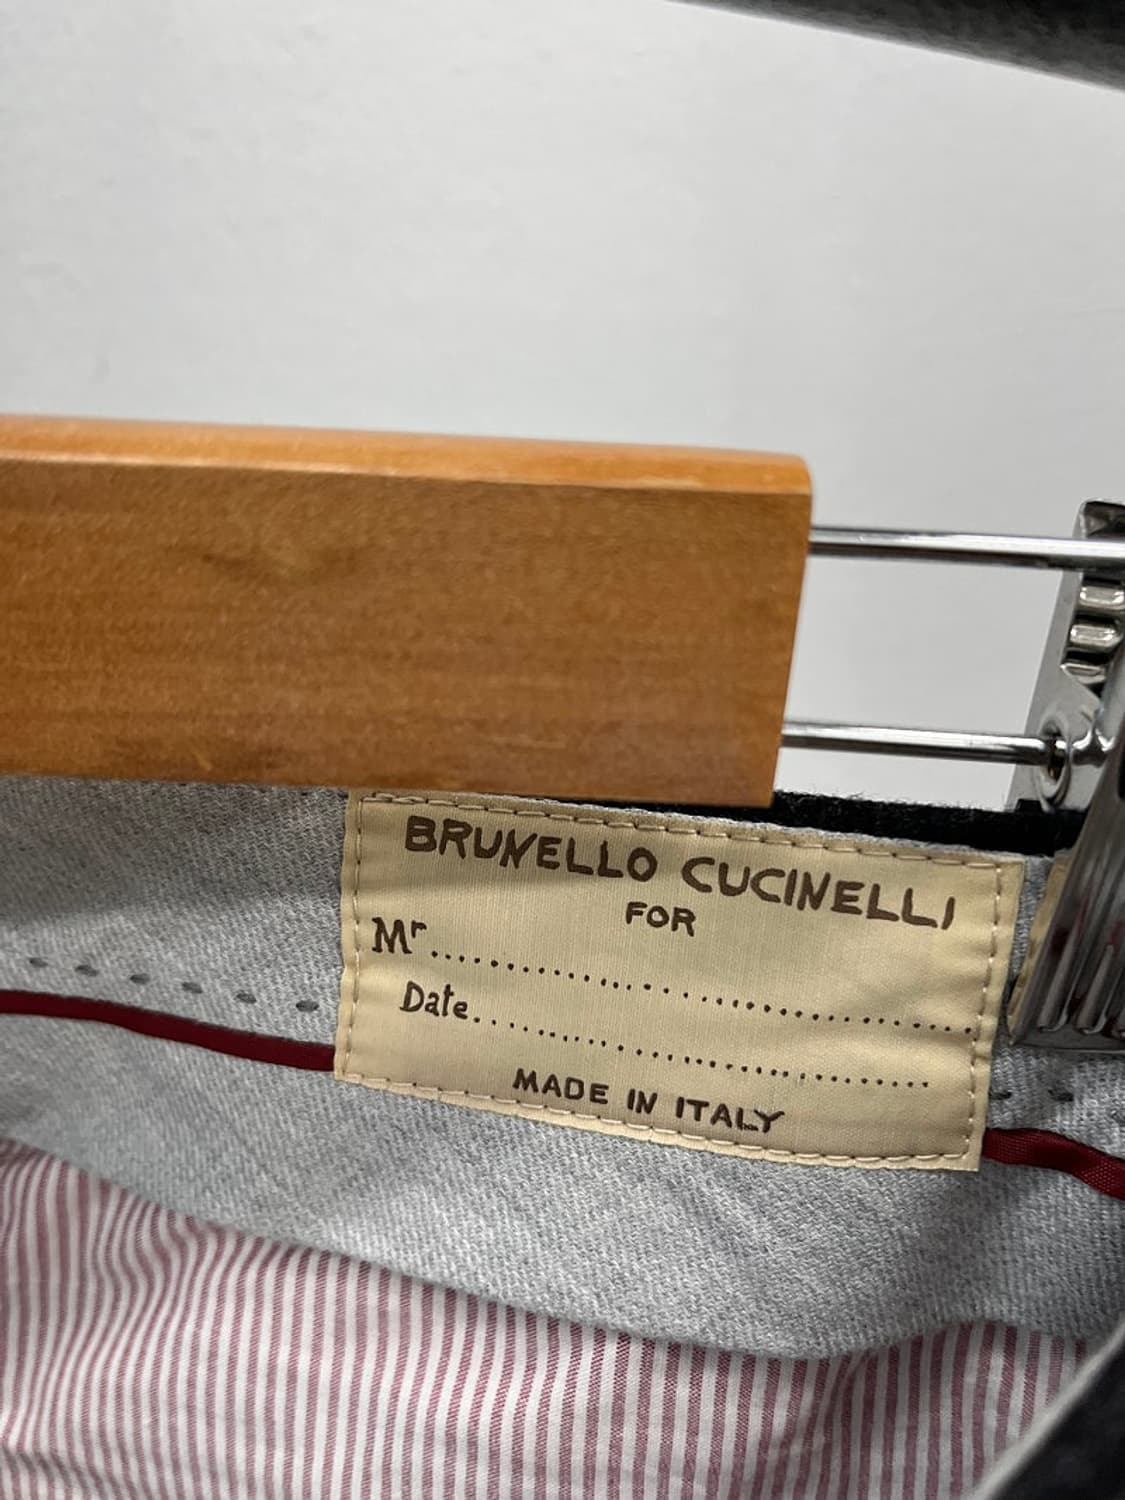 BRUNELLO CUCINELLI
FOR
Mr..............................................
Date........................................
MADE IN ITALY